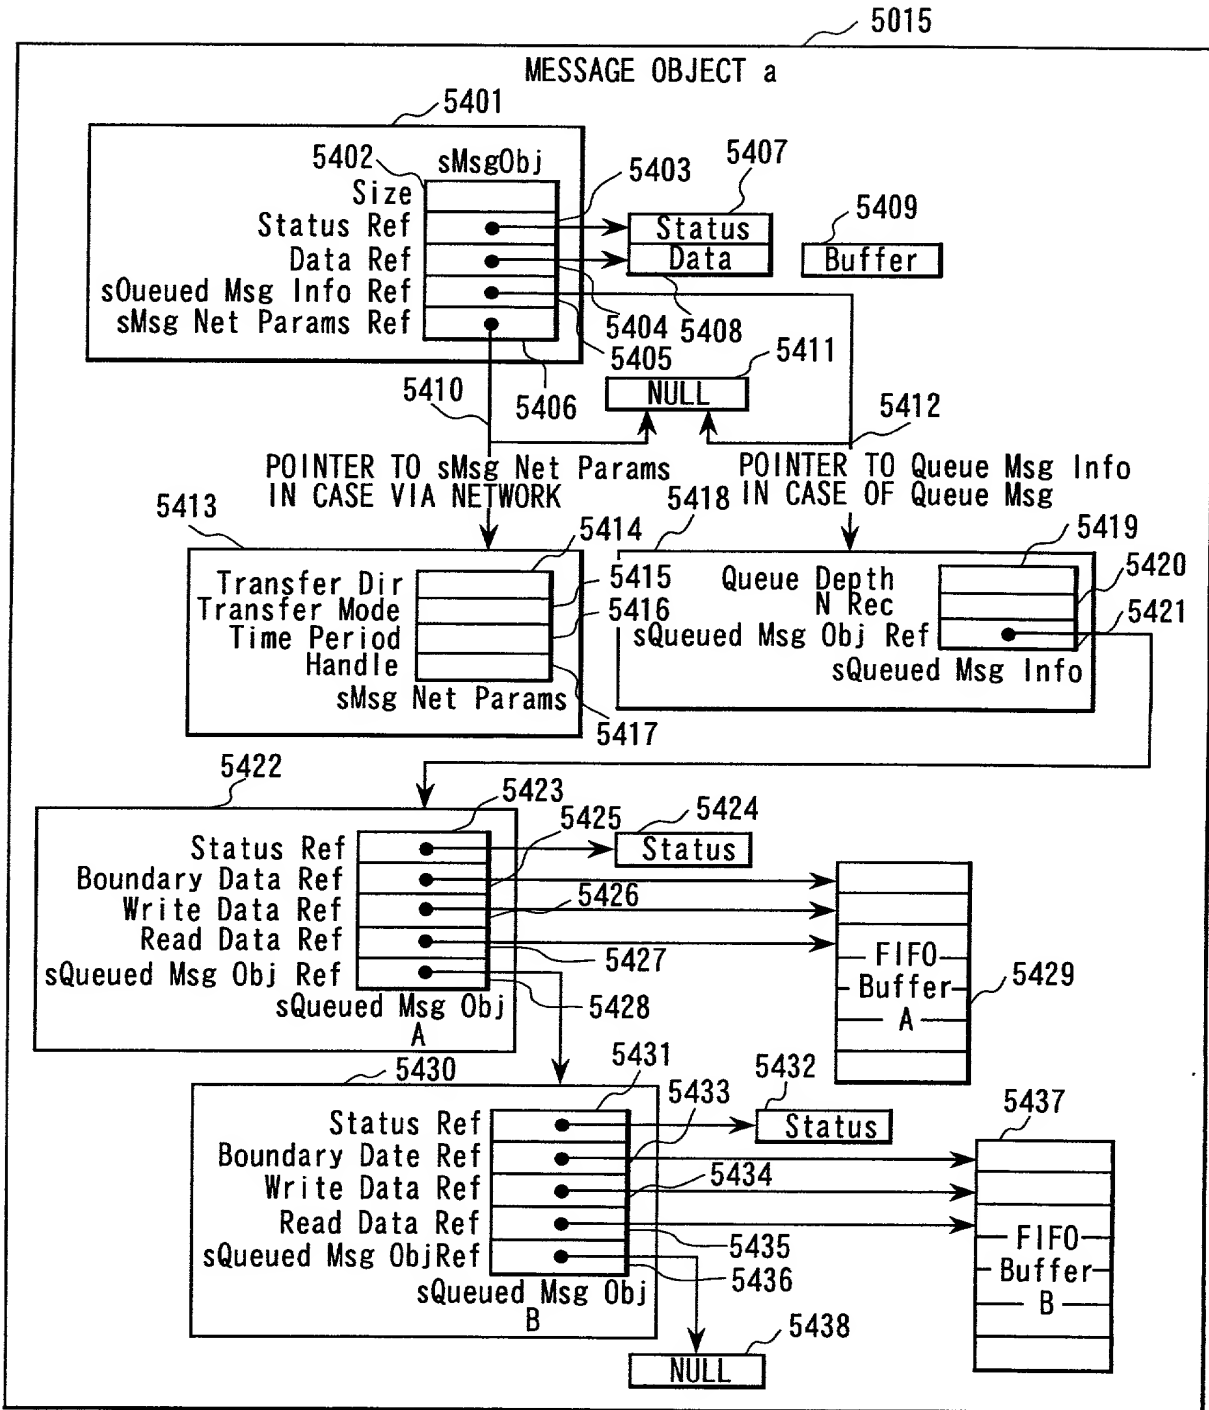 5015
MESSAGE OBJECT a
5401
5402
sMsgObj
5403
5407
Size
Status Ref
Status
5409
Data Ref
Data
Buffer
sOueued Msg Info Ref
sMsg Net Params Ref
5404
5408
5405
5411
5410
5406
NULL
5412
POINTER TO sMsg Net Params
IN CASE VIA NETWORK
POINTER TO Queue Msg Info
IN CASE OF Queue Msg
5413
5414
5418
5419
Transfer Dir
5415
Transfer Mode
5416
Time Period
Handle
sMsg Net Params
5417
Queue Depth
5420
N Rec
5421
sQueued Msg Obj Ref
sQueued Msg Info
5422
5423
5425
5424
Status Ref
Status
Boundary Data Ref
5426
Write Data Ref
Read Data Ref
5427
sQueued Msg Obj Ref
5428
sQueued Msg Obj
A
FIFO
Buffer
A
5429
5430
5431
5432
5433
5437
Status Ref
Status
Boundary Date Ref
5434
Write Data Ref
Read Data Ref
5435
sQueued Msg ObjRef
5436
sQueued Msg Obj
B
FIFO
Buffer
B
5438
NULL